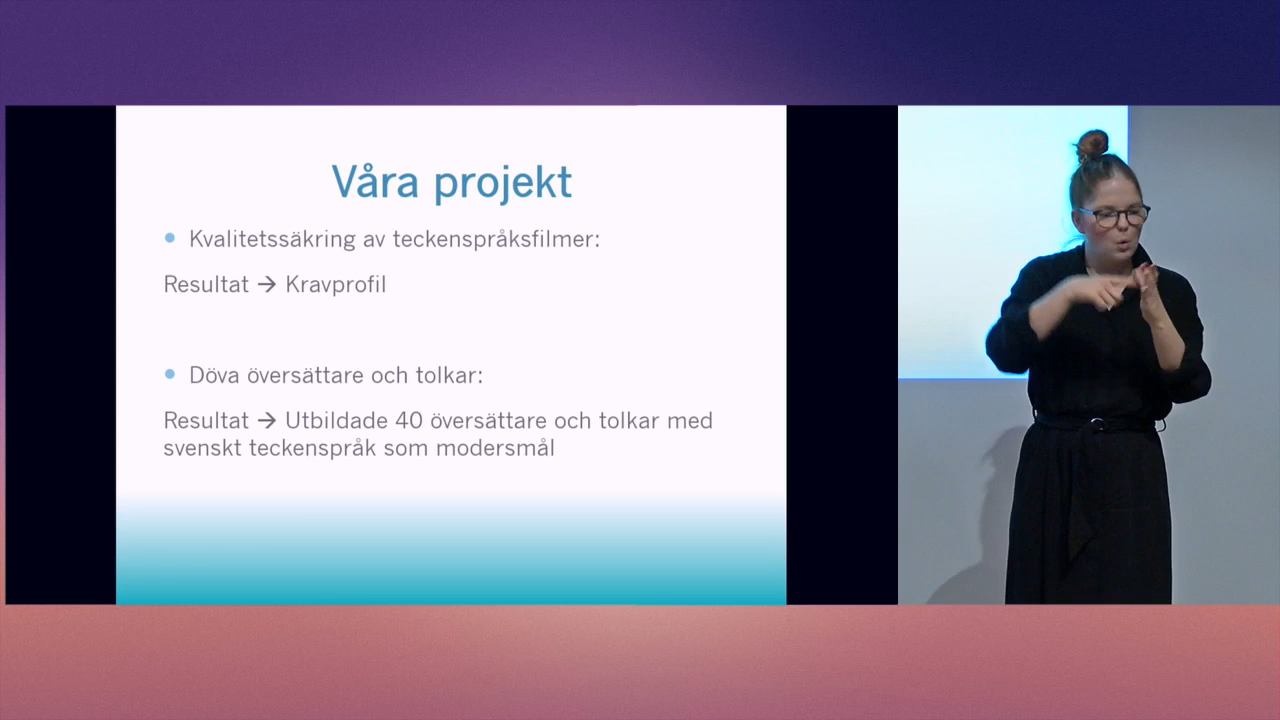 Våra projekt
• Kvalitetssäkring av teckenspråksfilmer:
Resultat → Kravprofil
• Döva översättare och tolkar:
Resultat → Utbildade 40 översättare och tolkar med
svenskt teckenspråk som modersmål